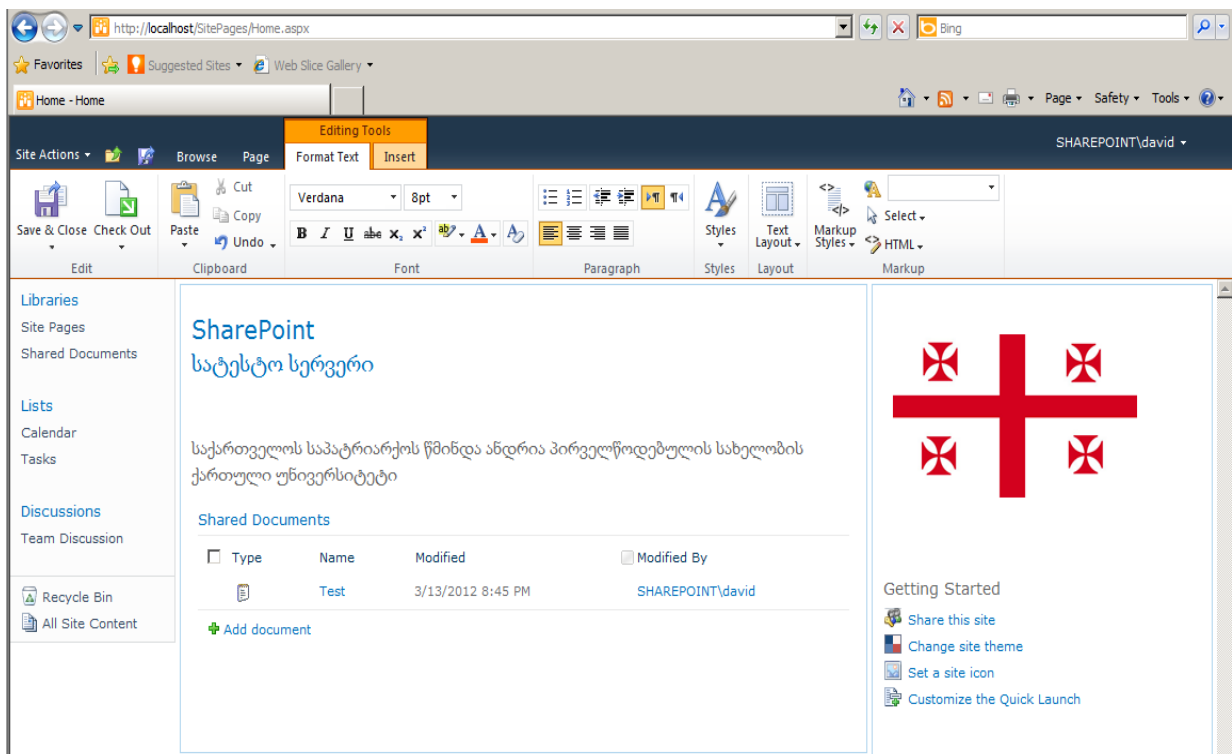 http://localhost/SitePages/Home.aspx
Bing
Favorites Suggested Sites Web Slice Gallery
Home - Home
Page Safety Tools
Editing Tools
SHAREPOINT\david
Site Actions Browse Page Format Text Insert
Save & Close Check Out
Paste
Cut
Copy
Undo
Verdana 8pt
B I U abe x₂ x² ab A A
Styles
Text Layout
Markup Styles
Select
HTML
Edit Clipboard Font Paragraph Styles Layout Markup
Libraries
Site Pages
Shared Documents
Lists
Calendar
Tasks
Discussions
Team Discussion
Recycle Bin
All Site Content
SharePoint
სატესტო სერვერი
საქართველოს საპატრიარქოს წმინდა ანდრია პირველწოდებულის სახელობის
ქართული უნივერსიტეტი
Shared Documents
Type Name Modified Modified By
Test 3/13/2012 8:45 PM SHAREPOINT\david
Add document
Getting Started
Share this site
Change site theme
Set a site icon
Customize the Quick Launch